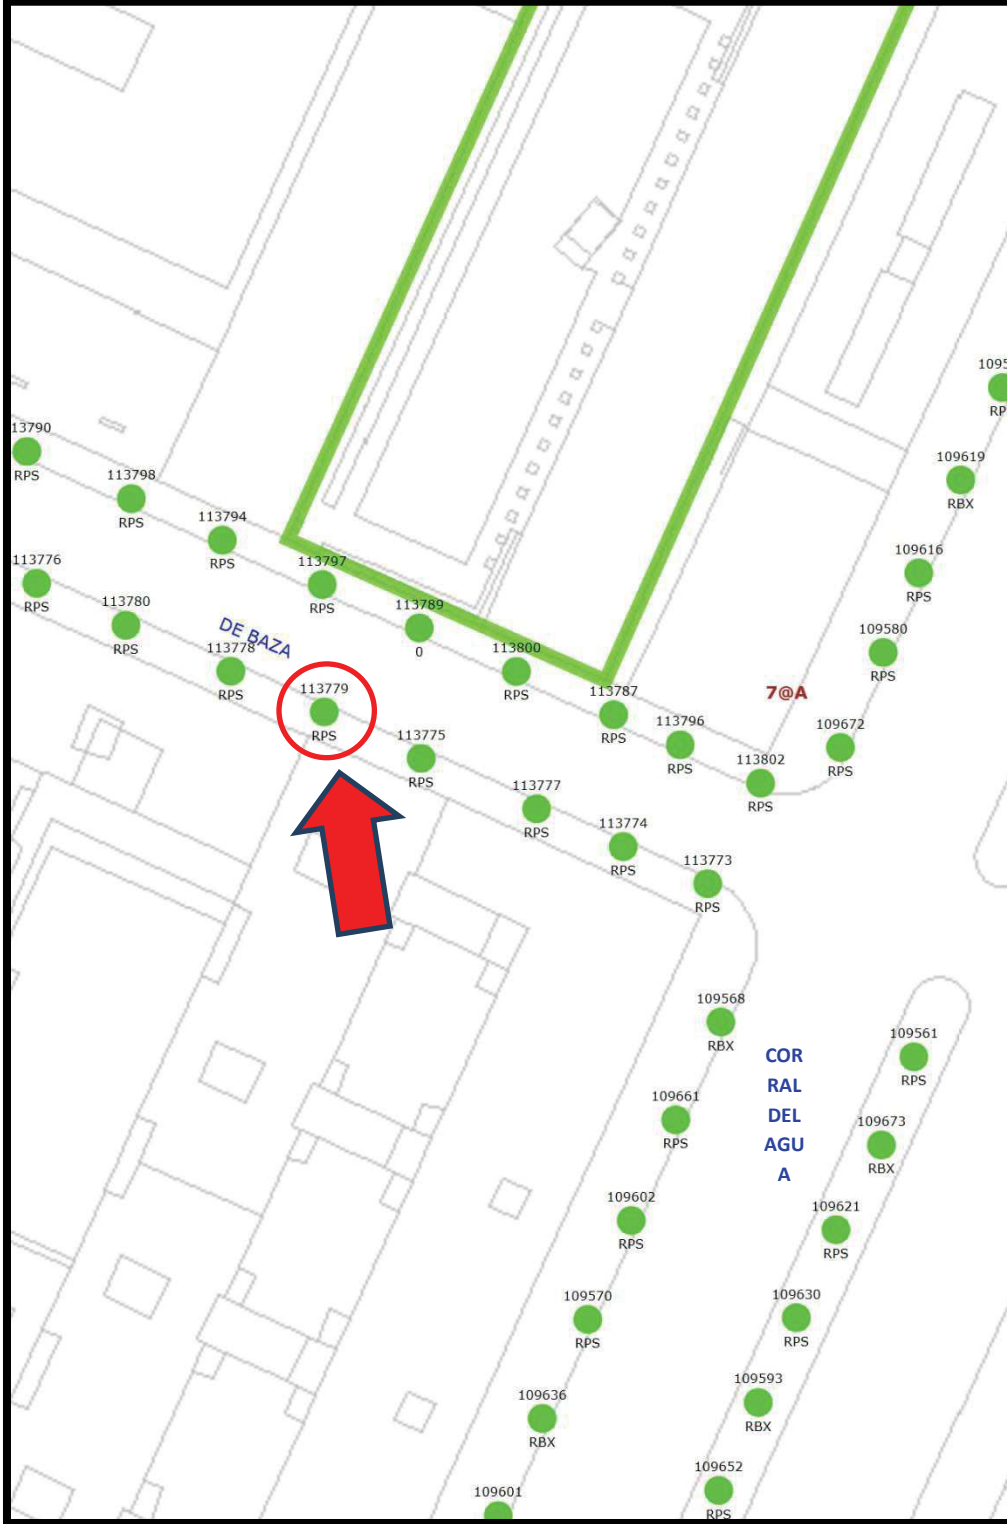 1095
RP
13790
RPS
109619
RBX
113798
RPS
113794
RPS
113776
RPS
113797
RPS
109616
RPS
113780
RPS
DE BAZA
113789
0
113778
RPS
113800
RPS
109580
RPS
113779
RPS
113787
RPS
7@A
113796
RPS
109672
RPS
113775
RPS
113802
RPS
113777
RPS
113774
RPS
113773
RPS
109568
RBX
COR
RAL
DEL
AGU
A
109561
RPS
109661
RPS
109673
RBX
109602
RPS
109621
RPS
109570
RPS
109630
RPS
109636
RBX
109593
RBX
109652
RPS
109601